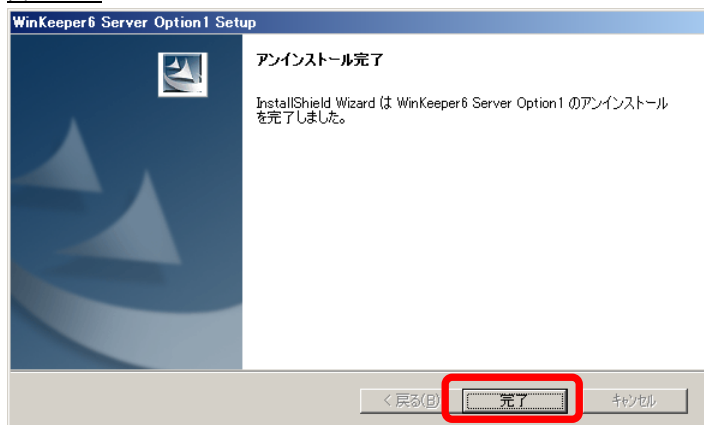 WinKeeper6 Server Option1 Setup
アンインストール完了
InstallShield Wizard は WinKeeper6 Server Option1 のアンインストール
を完了しました。
< 戻る(B)
完了
キャンセル